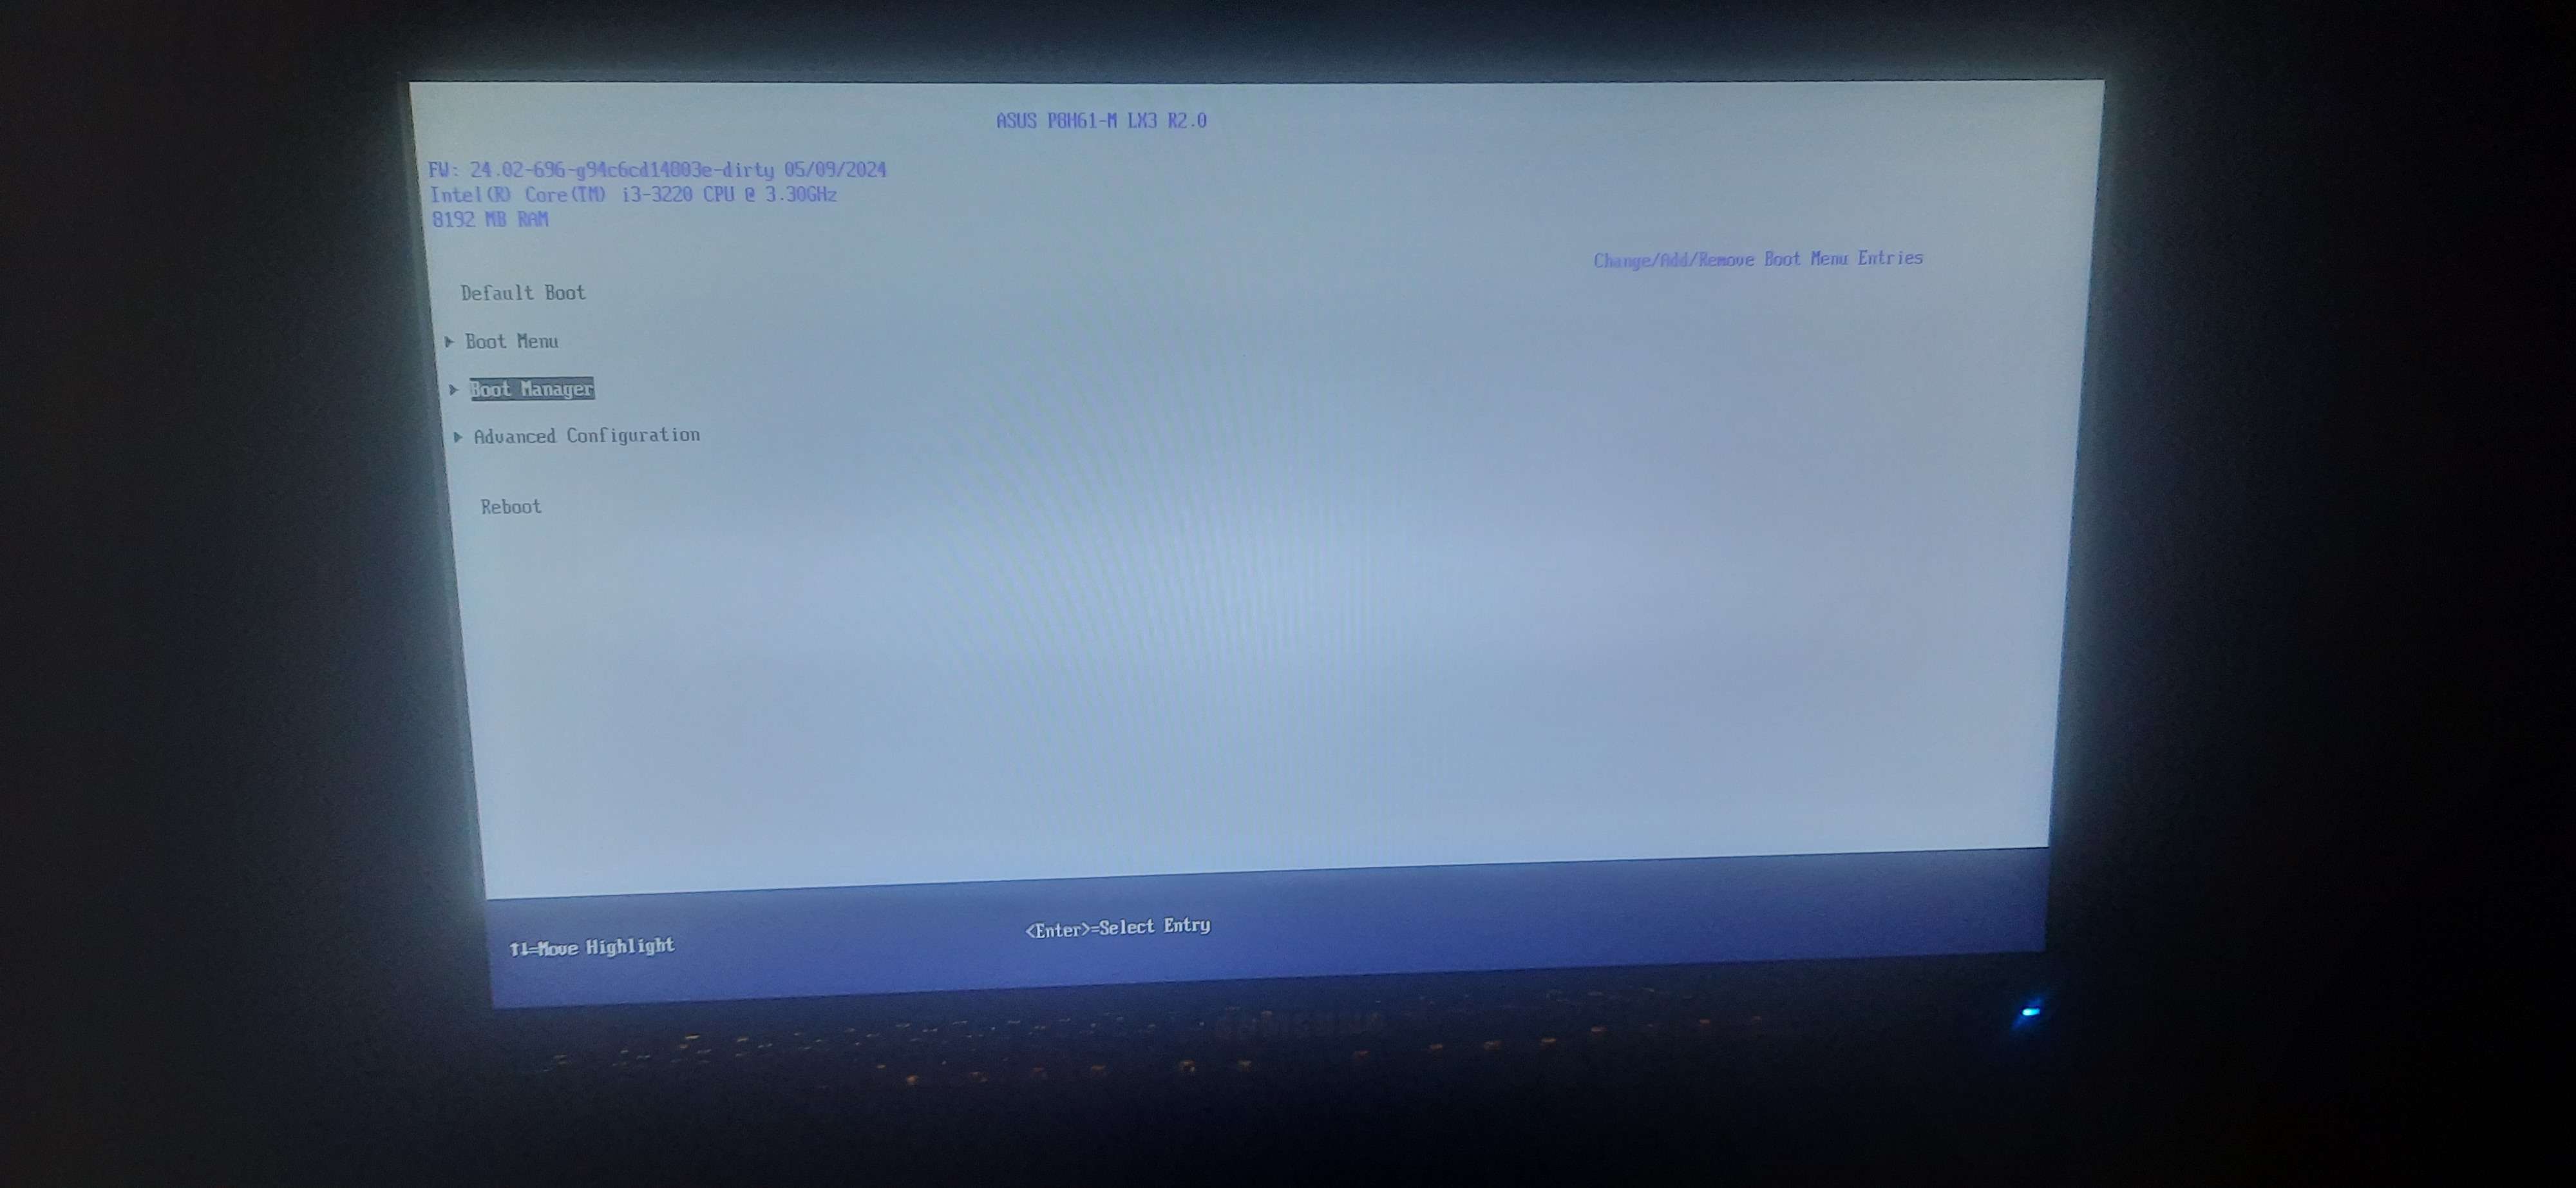 ASUS P8H61-M LX3 R2.0
FW: 24.02-696-g94c6cd14803e-dirty 05/09/2024
Intel(R) Core(TM) i3-3220 CPU @ 3.30GHz
8192 MB RAM
Change/Add/Remove Boot Menu Entries
Default Boot
Boot Menu
Boot Manager
Advanced Configuration
Reboot
↑↓=Move Highlight
<Enter>=Select Entry